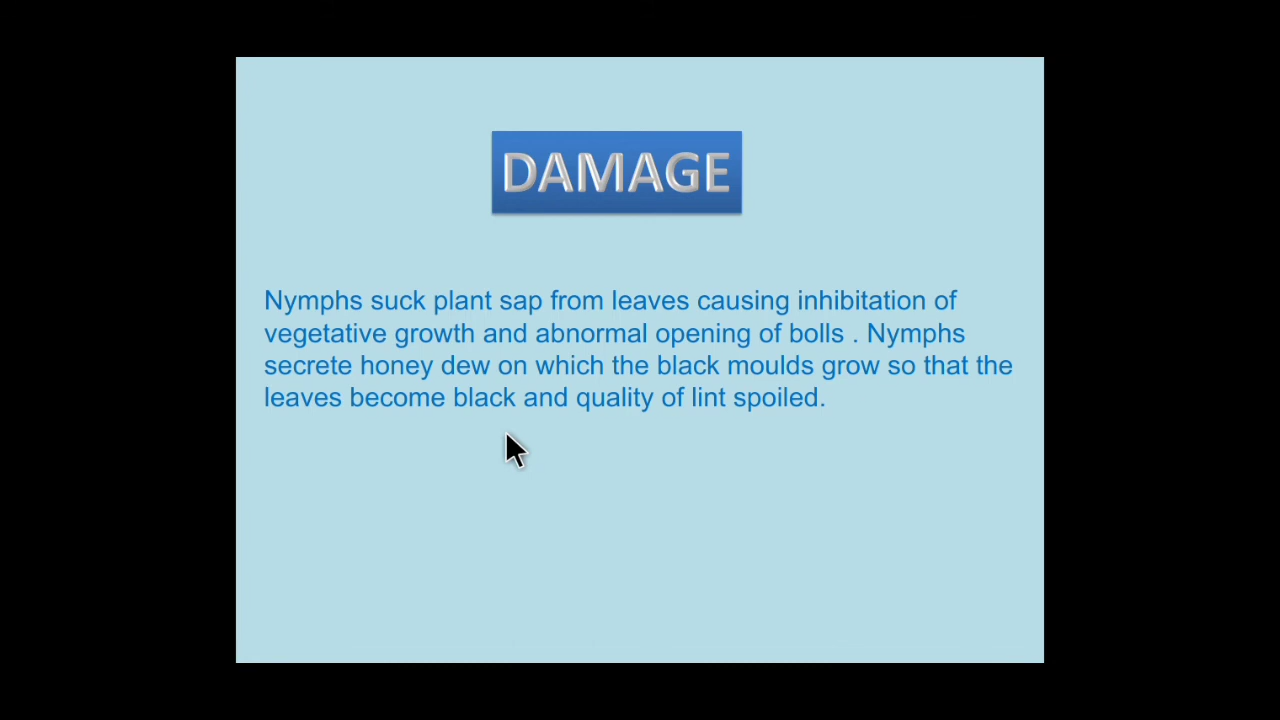 DAMAGE
Nymphs suck plant sap from leaves causing inhibitation of
vegetative growth and abnormal opening of bolls . Nymphs
secrete honey dew on which the black moulds grow so that the
leaves become black and quality of lint spoiled.